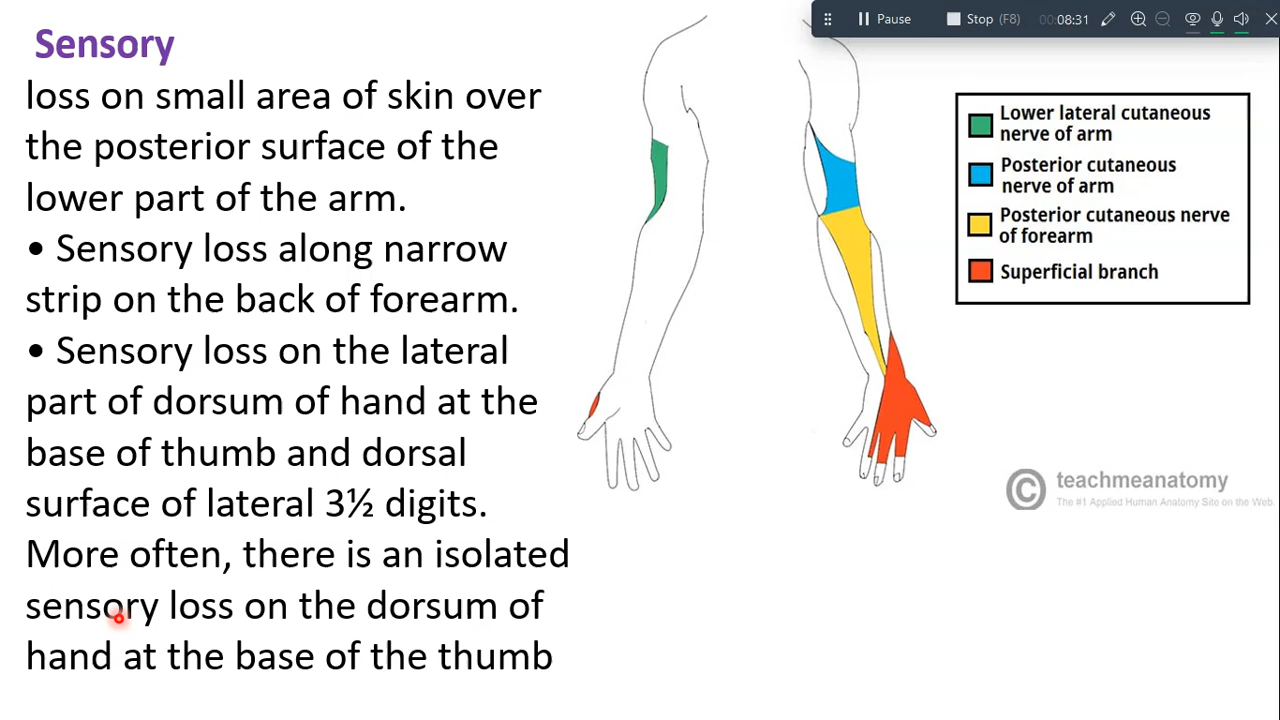 Sensory
loss on small area of skin over
the posterior surface of the
lower part of the arm.
• Sensory loss along narrow
strip on the back of forearm.
• Sensory loss on the lateral
part of dorsum of hand at the
base of thumb and dorsal
surface of lateral 3½ digits.
More often, there is an isolated
sensory loss on the dorsum of
hand at the base of the thumb
Pause
Stop (F8)
00:08:31
Lower lateral cutaneous
nerve of arm
Posterior cutaneous
nerve of arm
Posterior cutaneous nerve
of forearm
Superficial branch
© teachmeanatomy
The #1 Applied Human Anatomy Site on the Web.